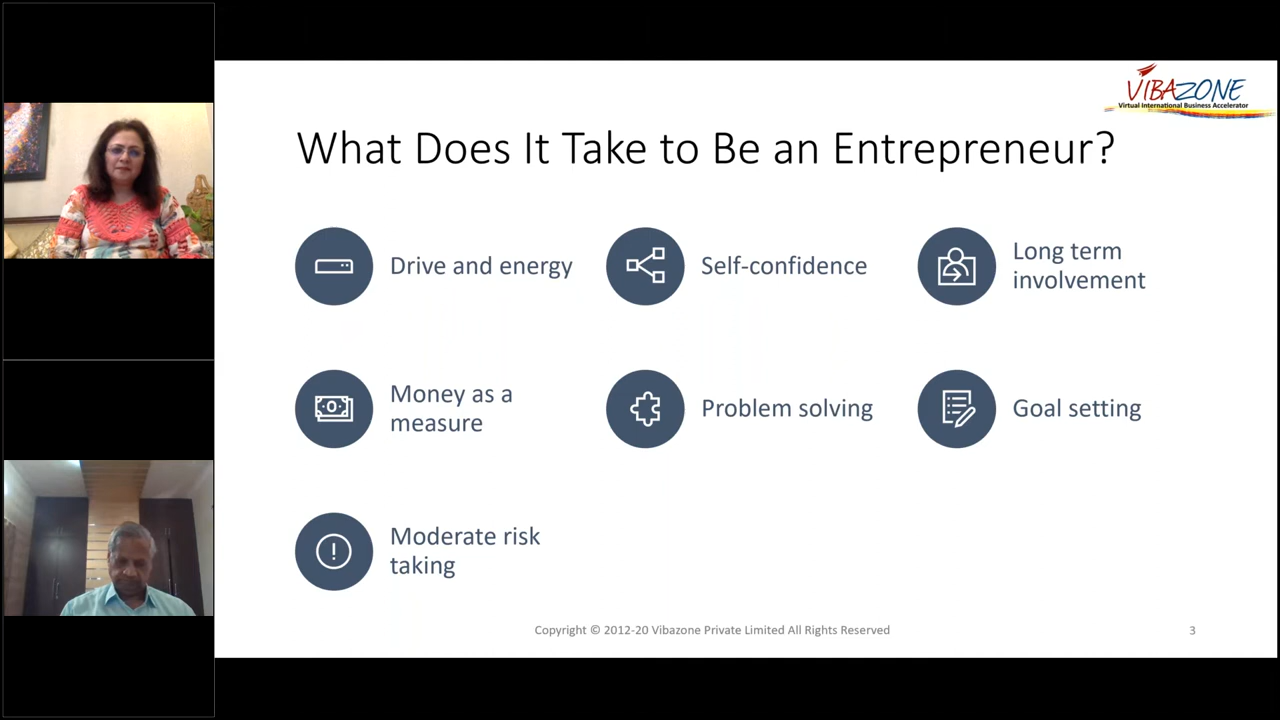 VIBAZONE
Virtual International Business Accelerator
What Does It Take to Be an Entrepreneur?
Drive and energy
Self-confidence
Long term
involvement
Money as a
measure
Problem solving
Goal setting
Moderate risk
taking
Copyright © 2012-20 Vibazone Private Limited All Rights Reserved
3